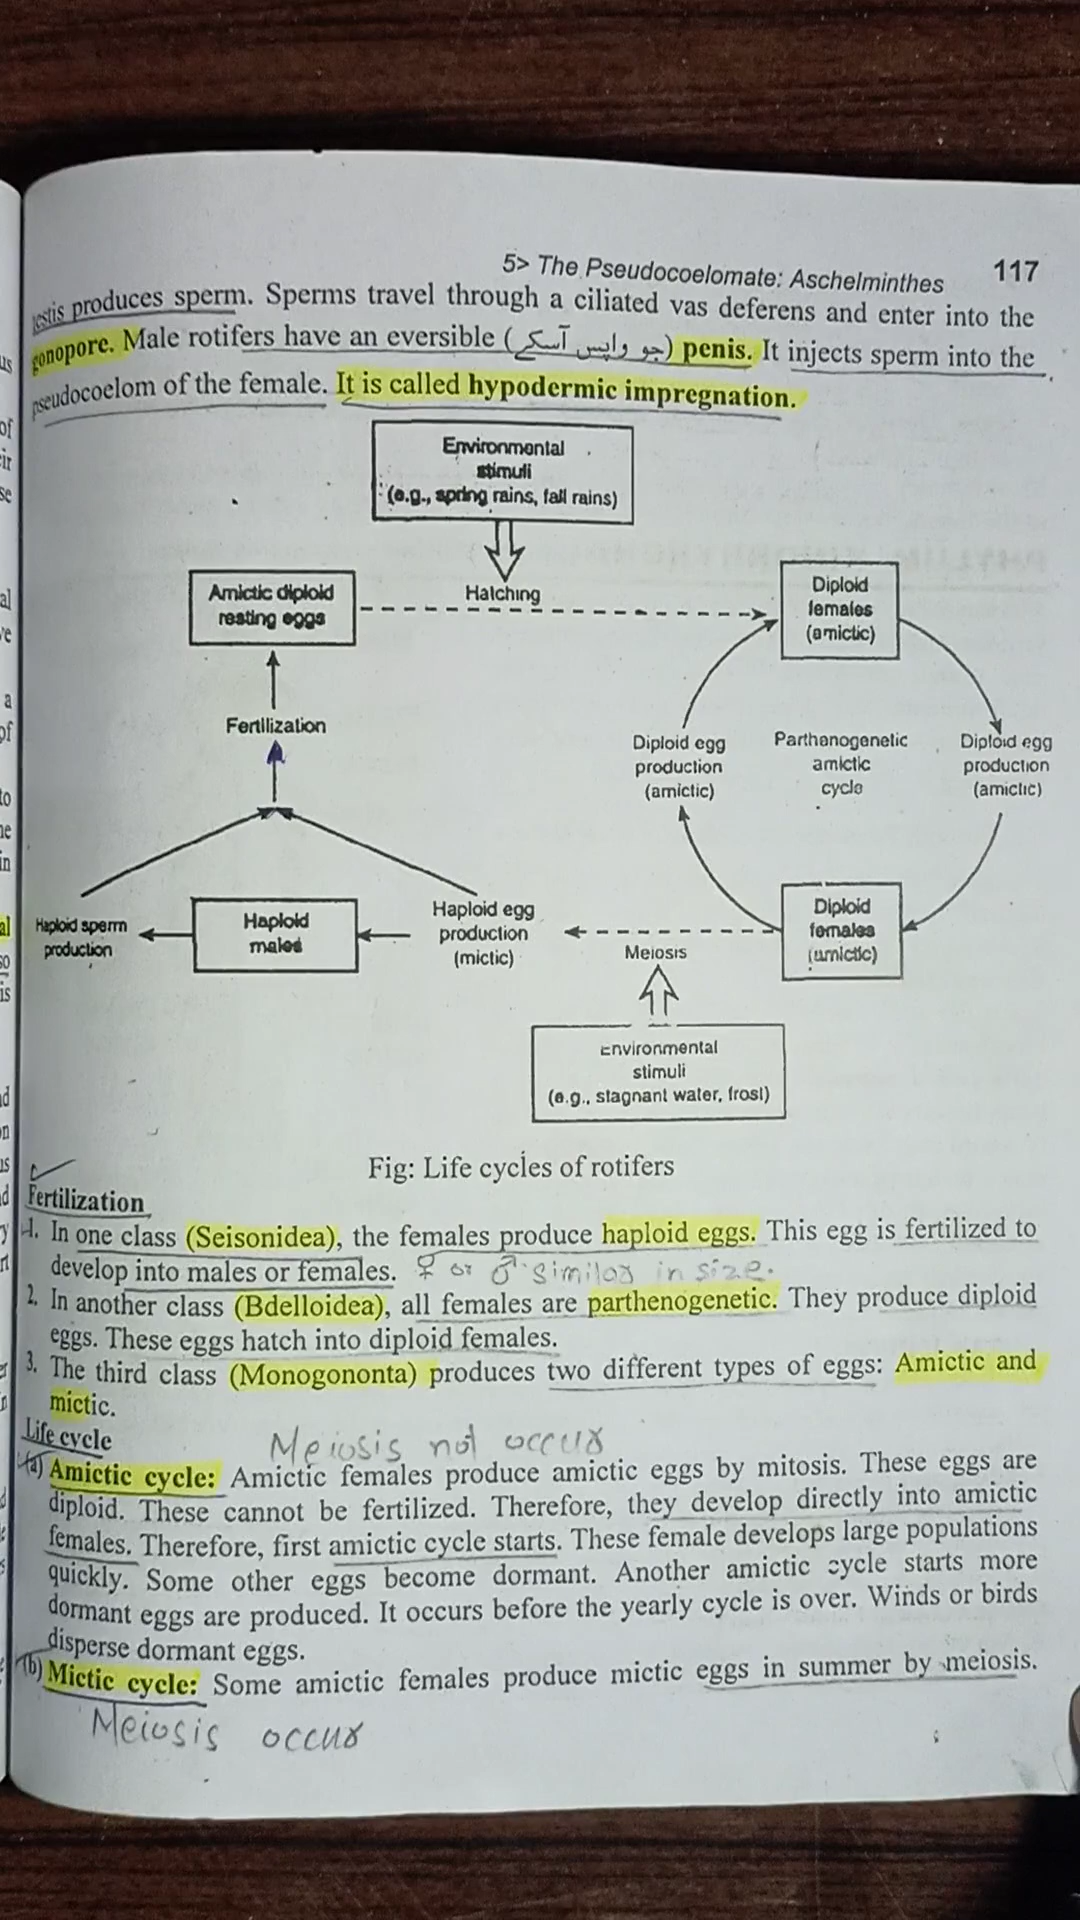 5> The Pseudocoelomate: Aschelminthes 117
testis produces sperm. Sperms travel through a ciliated vas deferens and enter into the
gonopore. Male rotifers have an eversible (جو واپس آسکے) penis. It injects sperm into the
pseudocoelom of the female. It is called hypodermic impregnation.
Environmental
stimuli
(e.g., spring rains, fall rains)
Amictic diploid
resting eggs
Hatching
Diploid
females
(amictic)
Fertilization
Diploid egg
production
(amictic)
Parthenogenetic
amictic
cycle
Diploid egg
production
(amictic)
Haploid sperm
production
Haploid
males
Haploid egg
production
(mictic)
Meiosis
Diploid
females
(amictic)
Environmental
stimuli
(e.g., stagnant water, frost)
Fig: Life cycles of rotifers
Fertilization
1. In one class (Seisonidea), the females produce haploid eggs. This egg is fertilized to
develop into males or females. ♀ or ♂ similar in size.
2. In another class (Bdelloidea), all females are parthenogenetic. They produce diploid
eggs. These eggs hatch into diploid females.
3. The third class (Monogononta) produces two different types of eggs: Amictic and
mictic.
Life cycle
Meiosis not occur
(a) Amictic cycle: Amictic females produce amictic eggs by mitosis. These eggs are
diploid. These cannot be fertilized. Therefore, they develop directly into amictic
females. Therefore, first amictic cycle starts. These female develops large populations
quickly. Some other eggs become dormant. Another amictic cycle starts more
dormant eggs are produced. It occurs before the yearly cycle is over. Winds or birds
disperse dormant eggs.
(b) Mictic cycle: Some amictic females produce mictic eggs in summer by meiosis.
Meiosis occur